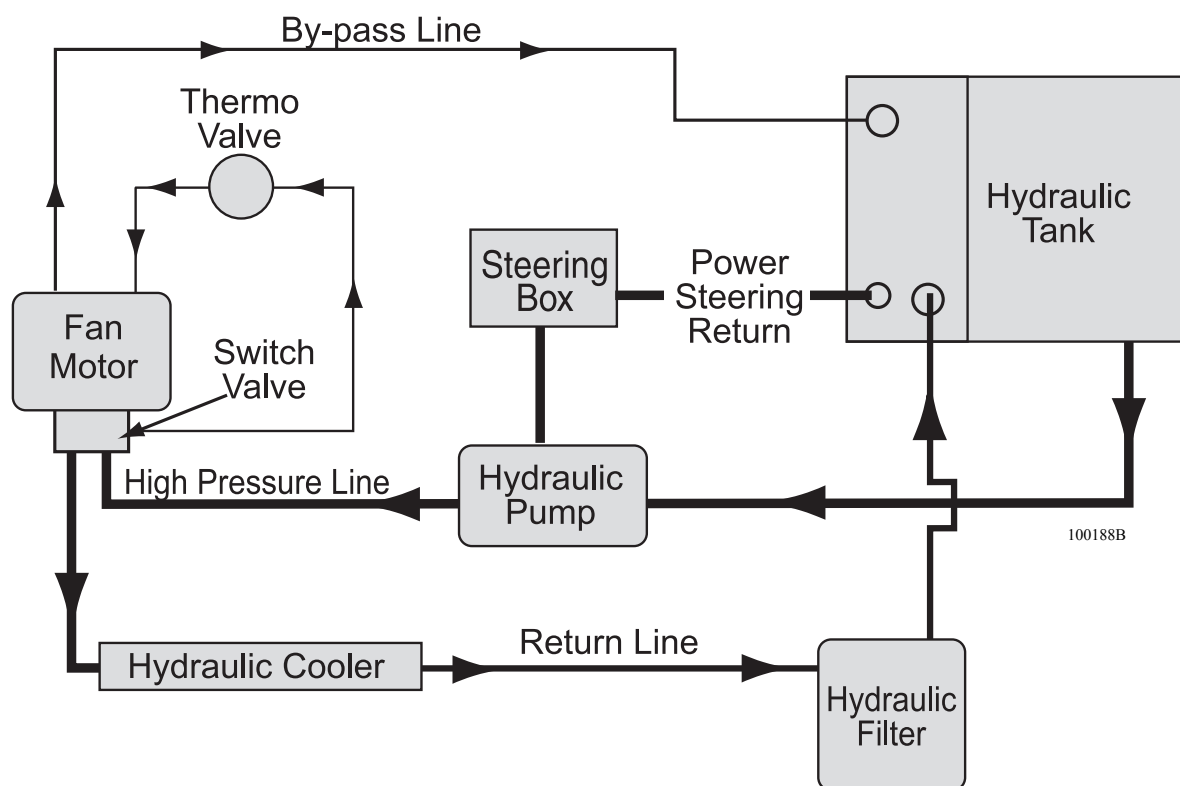 By-pass Line
Thermo
Valve
Hydraulic
Tank
Steering
Box
Power
Steering
Return
Fan
Motor
Switch
Valve
High Pressure Line
Hydraulic
Pump
100188B
Return Line
Hydraulic Cooler
Hydraulic
Filter